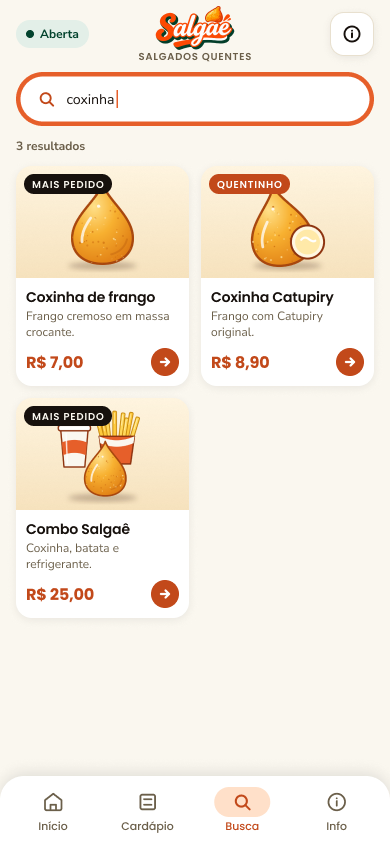 Aberta
Salgaê
SALGADOS QUENTES
coxinha
3 resultados
MAIS PEDIDO
Coxinha de frango
Frango cremoso em massa
crocante.
R$ 7,00
QUENTINHO
Coxinha Catupiry
Frango com Catupiry
original.
R$ 8,90
MAIS PEDIDO
Combo Salgaê
Coxinha, batata e
refrigerante.
R$ 25,00
Início
Cardápio
Busca
Info